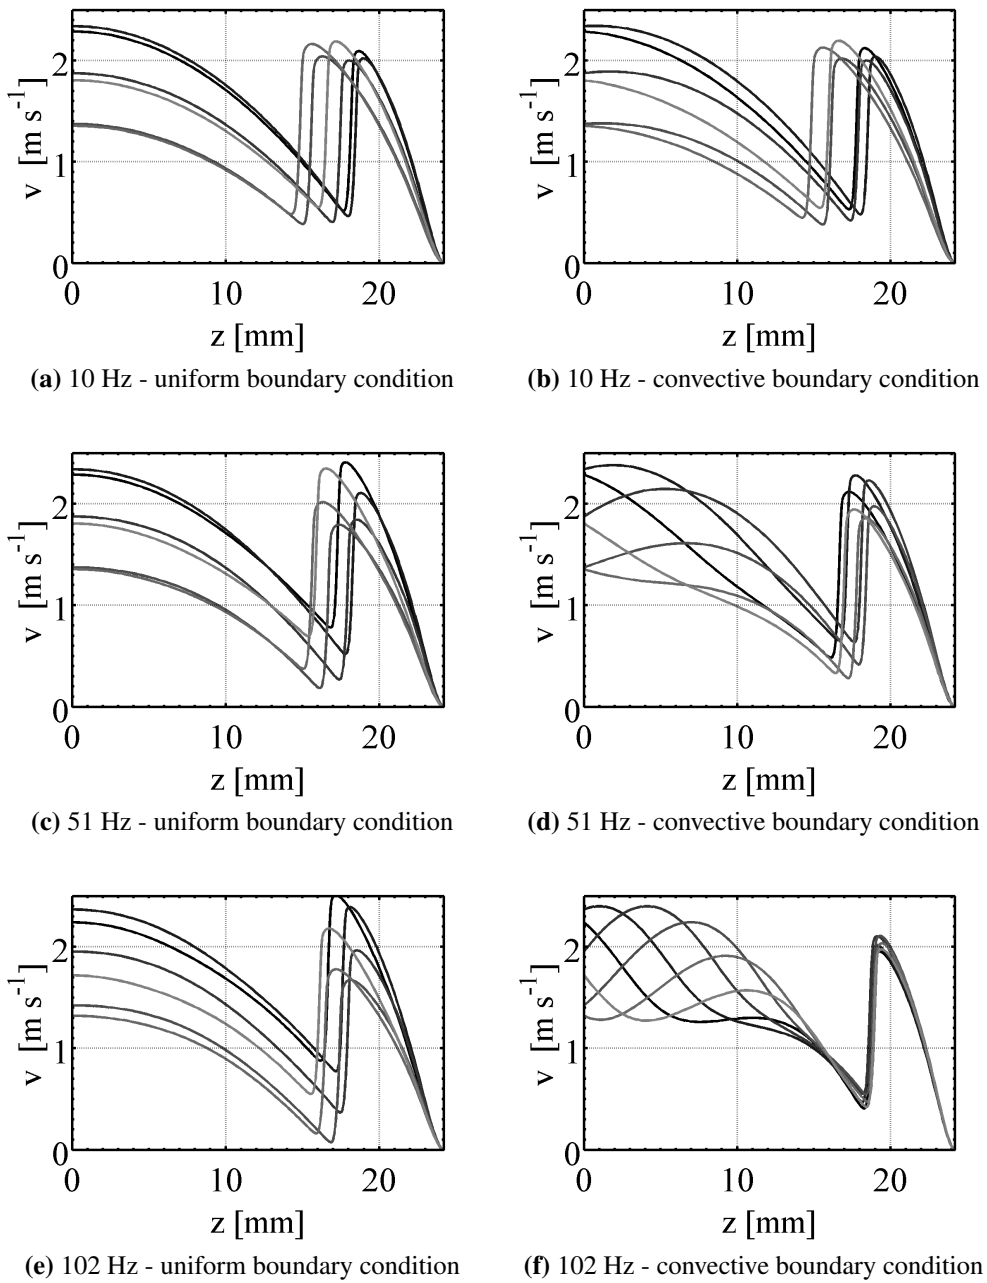 2
1
0
0 10 20
v [m s-1]
z [mm]
(a) 10 Hz - uniform boundary condition
2
1
0
0 10 20
v [m s-1]
z [mm]
(b) 10 Hz - convective boundary condition
2
1
0
0 10 20
v [m s-1]
z [mm]
(c) 51 Hz - uniform boundary condition
2
1
0
0 10 20
v [m s-1]
z [mm]
(d) 51 Hz - convective boundary condition
2
1
0
0 10 20
v [m s-1]
z [mm]
(e) 102 Hz - uniform boundary condition
2
1
0
0 10 20
v [m s-1]
z [mm]
(f) 102 Hz - convective boundary condition